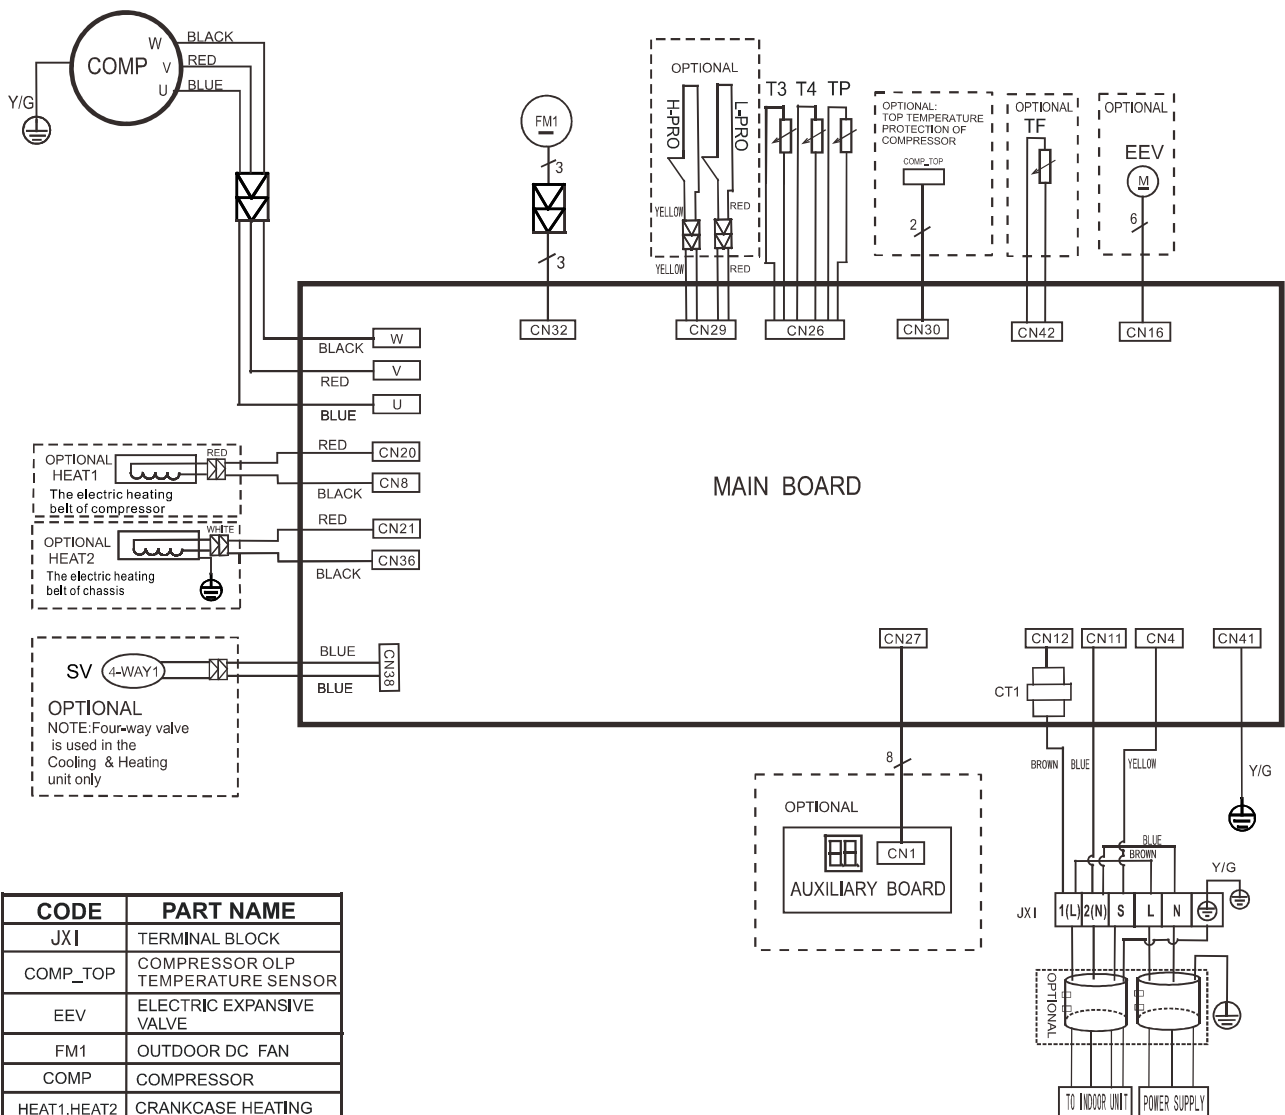 COMP
W
V
U
BLACK
RED
BLUE
Y/G
FM1
3
3
OPTIONAL
H-PRO
L-PRO
YELLOW
RED
YELLOW
RED
T3 T4 TP
OPTIONAL:
TOP TEMPERATURE
PROTECTION OF
COMPRESSOR
COMP_TOP
2
OPTIONAL
TF
OPTIONAL
EEV
M
6
CN32
CN29
CN26
CN30
CN42
CN16
BLACK
W
RED
V
BLUE
U
OPTIONAL
HEAT1
RED
The electric heating
belt of compressor
RED
CN20
BLACK
CN8
OPTIONAL
HEAT2
WHITE
The electric heating
belt of chassis
RED
CN21
BLACK
CN36
MAIN BOARD
SV
4-WAY1
OPTIONAL
NOTE:Four-way valve
is used in the
Cooling & Heating
unit only
BLUE
BLUE
CN38
CN27
CN12
CN11
CN4
CN41
CT1
8
BROWN
BLUE
YELLOW
Y/G
OPTIONAL
88
CN1
AUXILIARY BOARD
BLUE
BROWN
Y/G
JX1
1(L) 2(N) S L N
OPTIONAL
TO INDOOR UNIT
POWER SUPPLY
CODE PART NAME
JX1 TERMINAL BLOCK
COMP_TOP COMPRESSOR OLP
TEMPERATURE SENSOR
EEV ELECTRIC EXPANSIVE
VALVE
FM1 OUTDOOR DC FAN
COMP COMPRESSOR
HEAT1,HEAT2 CRANKCASE HEATING